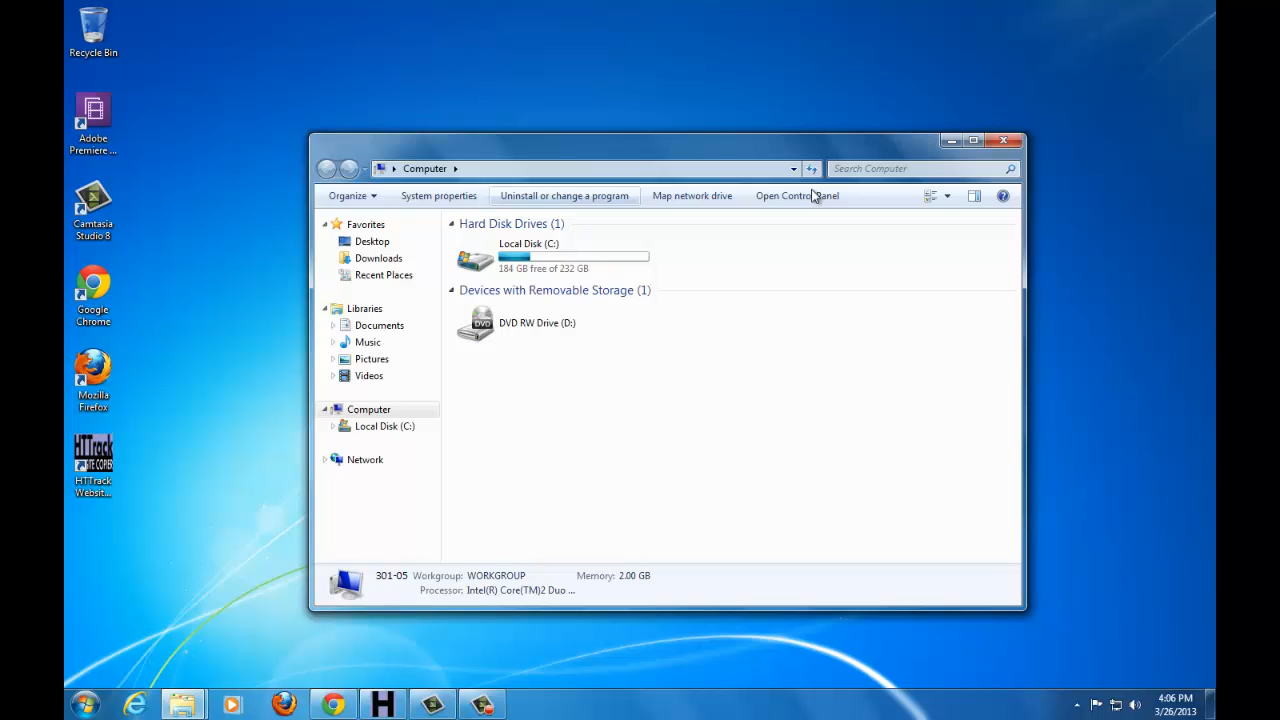 Recycle Bin
Adobe
Premiere ...
Camtasia
Studio 8
Google
Chrome
Mozilla
Firefox
HTTrack
SITE COPIER
HTTrack
Websit...
Computer
Search Computer
Organize
System properties
Uninstall or change a program
Map network drive
Open Control Panel
Favorites
Desktop
Downloads
Recent Places
Libraries
Documents
Music
Pictures
Videos
Computer
Local Disk (C:)
Network
Hard Disk Drives (1)
Local Disk (C:)
184 GB free of 232 GB
Devices with Removable Storage (1)
DVD
DVD RW Drive (D:)
301-05 Workgroup: WORKGROUP Memory: 2.00 GB
Processor: Intel(R) Core(TM)2 Duo ...
H
4:06 PM
3/26/2013